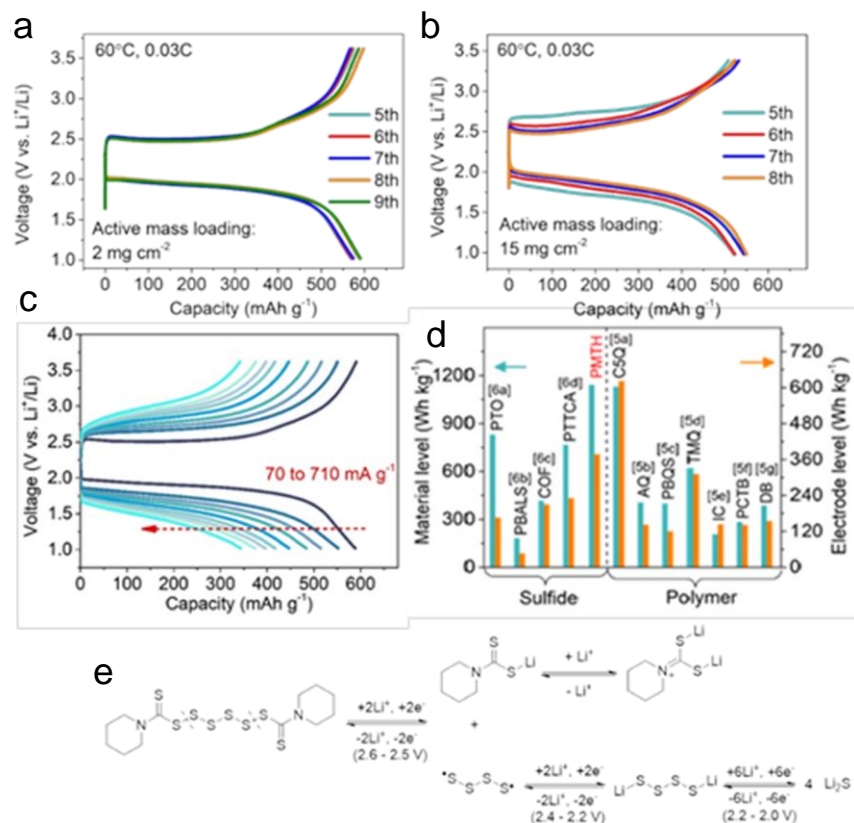 a
60°C, 0.03C
3.5
3.0
2.5
2.0
1.5
1.0
Voltage (V vs. Li⁺/Li)
5th
6th
7th
8th
9th
Active mass loading:
2 mg cm⁻²
0 100 200 300 400 500 600
Capacity (mAh g⁻¹)
b
60°C, 0.03C
3.5
3.0
2.5
2.0
1.5
1.0
Voltage (V vs. Li⁺/Li)
5th
6th
7th
8th
Active mass loading:
15 mg cm⁻²
0 100 200 300 400 500 600
Capacity (mAh g⁻¹)
c
4.0
3.5
3.0
2.5
2.0
1.5
1.0
Voltage (V vs. Li⁺/Li)
70 to 710 mA g⁻¹
0 100 200 300 400 500 600
Capacity (mAh g⁻¹)
d
Material level (Wh kg⁻¹)
1200
900
600
300
0
[6a] PTO
[6b] PBALS
[6c] COF
[6d] PTTCA
PMTH
[5a] C5Q
[5b] AQ
[5c] PBQS
[5d] TMQ
[5e] IC
[5f] PCTB
[5g] DB
720
600
480
360
240
120
0
Electrode level (Wh kg⁻¹)
Sulfide Polymer
e
N S S S S S S S S N
+2Li⁺, +2e⁻
-2Li⁺, -2e⁻
(2.6 - 2.5 V)
N S S Li
+ Li⁺
- Li⁺
N⁺ S Li S Li
+
•S S S S•
+2Li⁺, +2e⁻
-2Li⁺, -2e⁻
(2.4 - 2.2 V)
Li S S S S Li
+6Li⁺, +6e⁻
-6Li⁺, -6e⁻
(2.2 - 2.0 V)
4 Li₂S